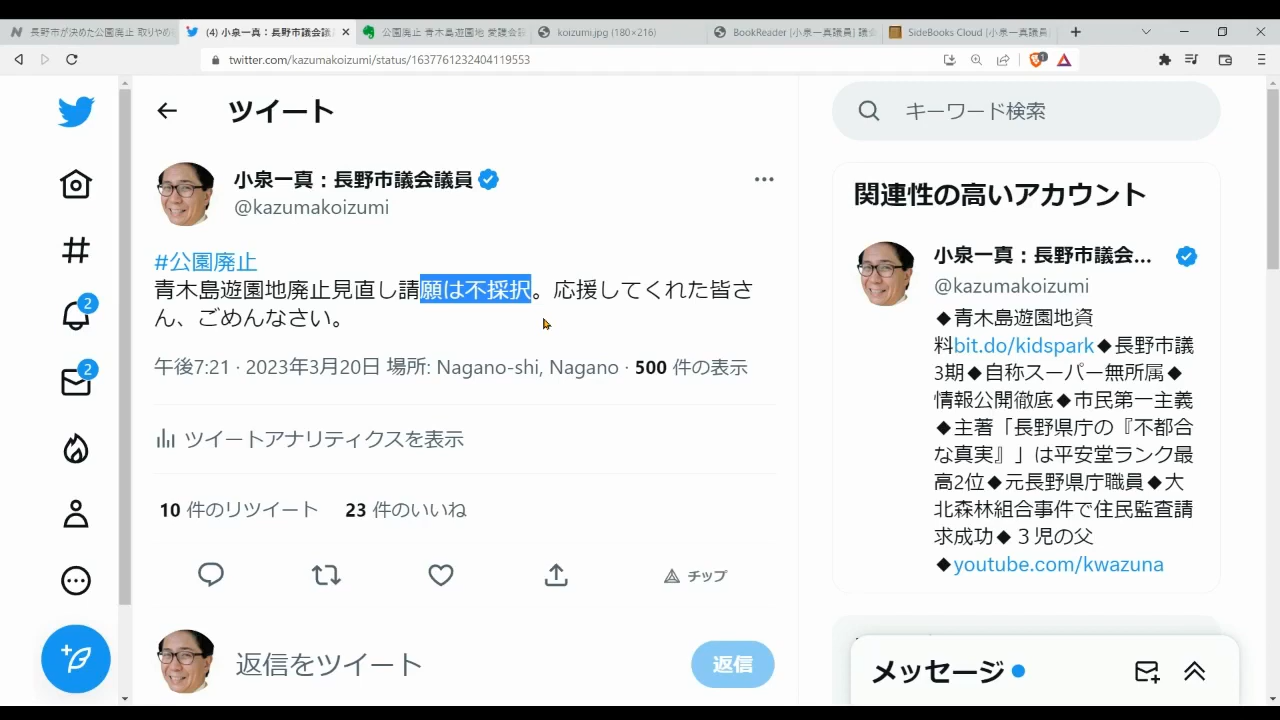 長野市が決めた公園廃止 取りやめ
(4) 小泉一真：長野市議会議
公園廃止 青木島遊園地 愛護会
koizumi.jpg (180×216)
BookReader [小泉一真議員] 議会
SideBooks Cloud [小泉一真議員]
twitter.com/kazumakoizumi/status/1637761232404119553
1
ツイート
キーワード検索
小泉一真：長野市議会議員
@kazumakoizumi
#公園廃止
青木島遊園地廃止見直し請願は不採択。応援してくれた皆さ
ん、ごめんなさい。
午後7:21 · 2023年3月20日 場所: Nagano-shi, Nagano · 500 件の表示
ツイートアナリティクスを表示
10 件のリツイート 23 件のいいね
チップ
返信をツイート
返信
2
2
関連性の高いアカウント
小泉一真：長野市議会...
@kazumakoizumi
◆青木島遊園地資
料bit.do/kidspark◆長野市議
3期◆自称スーパー無所属◆
情報公開徹底◆市民第一主義
◆主著「長野県庁の『不都合
な真実』」は平安堂ランク最
高2位◆元長野県庁職員◆大
北森林組合事件で住民監査請
求成功◆３児の父
◆youtube.com/kwazuna
メッセージ